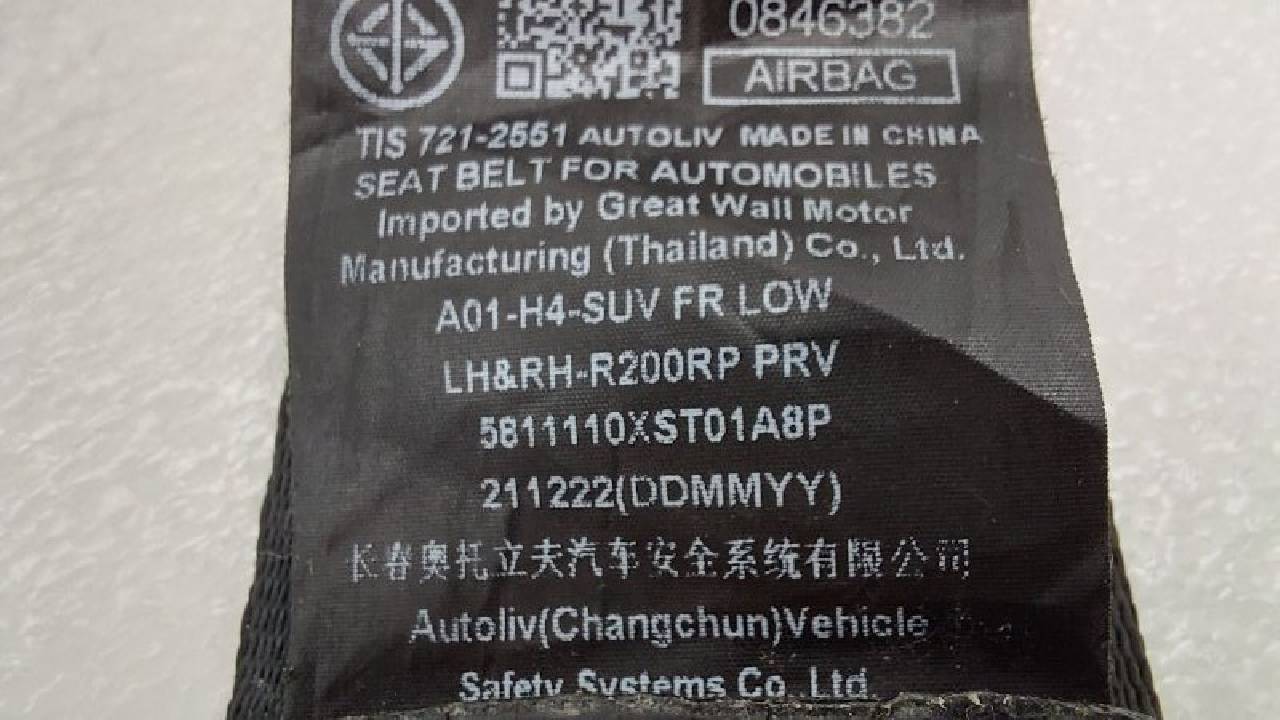 0846382
AIRBAG
TIS 721-2551 AUTOLIV MADE IN CHINA
SEAT BELT FOR AUTOMOBILES
Imported by Great Wall Motor
Manufacturing (Thailand) Co., Ltd.
A01-H4-SUV FR LOW
LH&RH-R200RP PRV
5811110XST01A8P
211222(DDMMYY)
长春奥托立夫汽车安全系统有限公司
Autoliv(Changchun)Vehicle
Safety Systems Co.,Ltd.